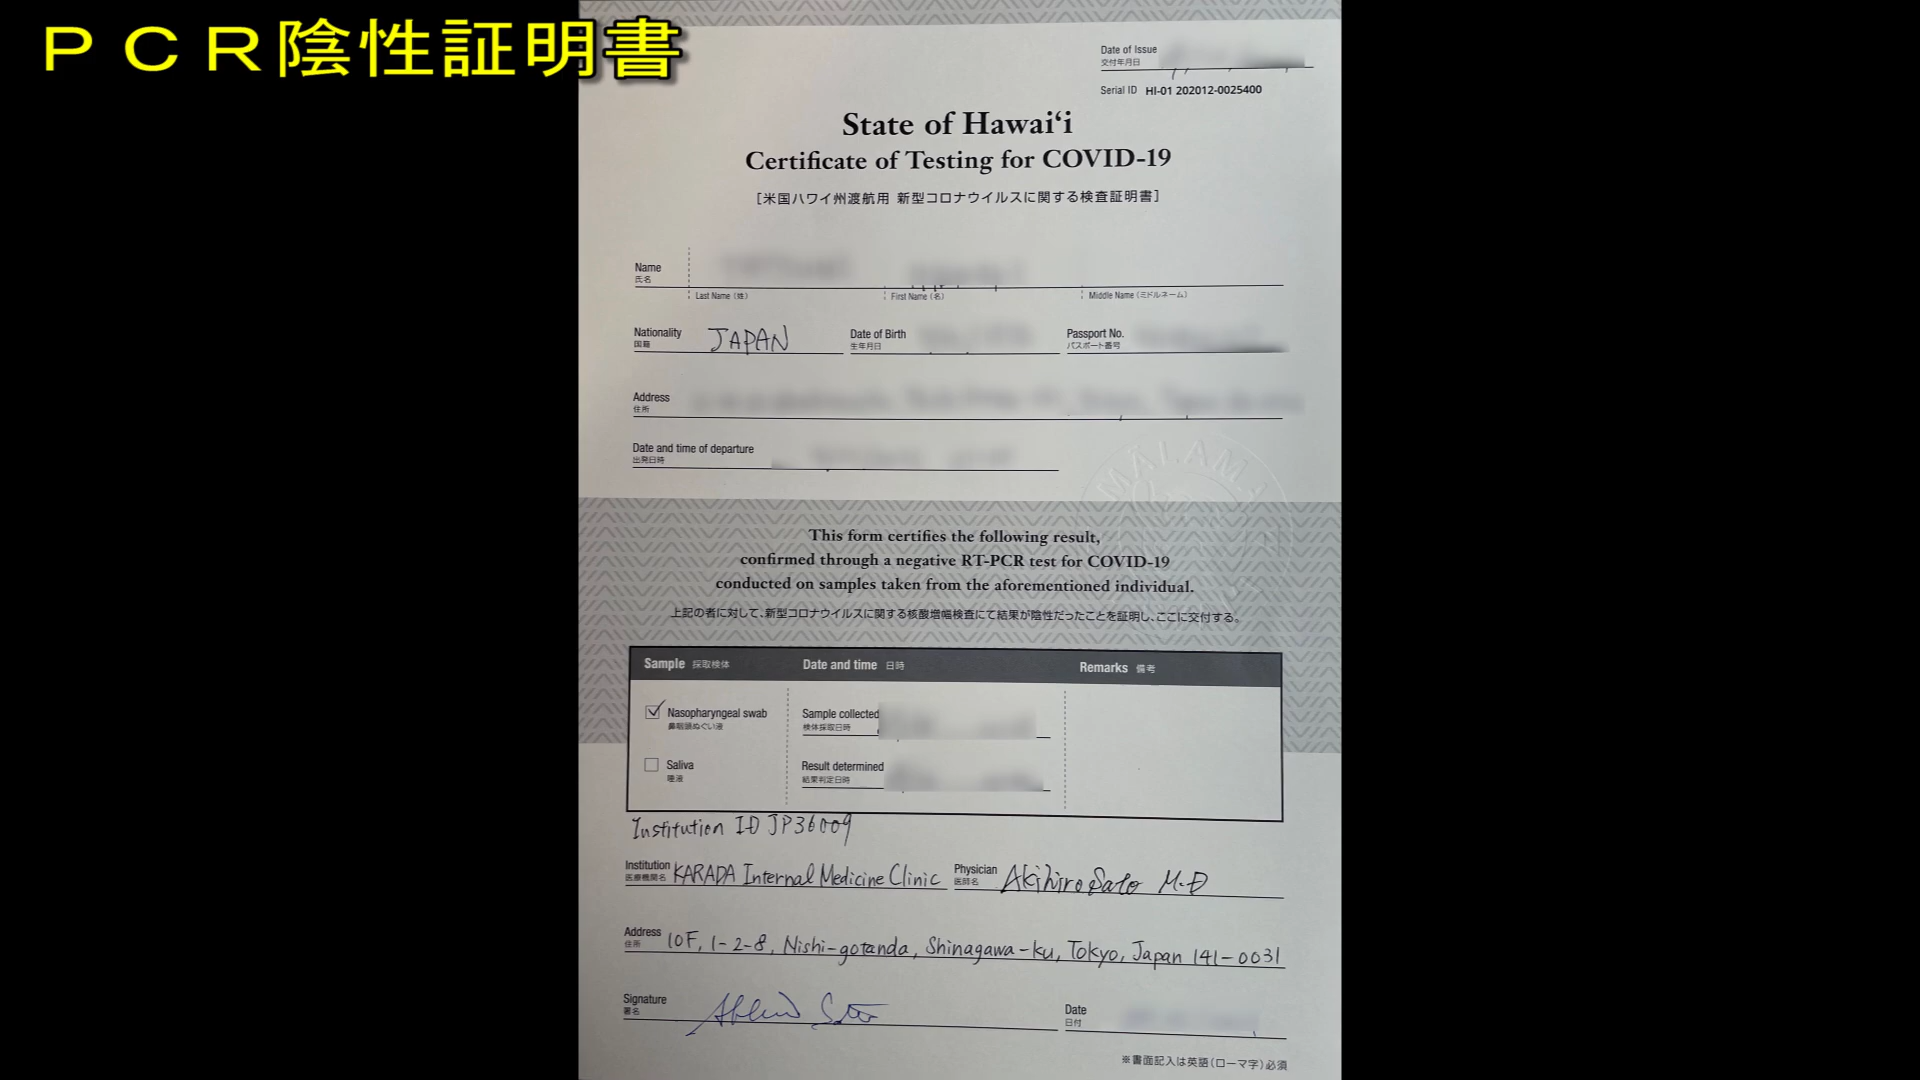 ＰＣＲ陰性証明書
Date of Issue
交付年月日
Serial ID HI-01 202012-0025400
State of Hawai‘i
Certificate of Testing for COVID-19
［米国ハワイ州渡航用 新型コロナウイルスに関する検査証明書］
Name
氏名
Last Name（姓） First Name（名） Middle Name（ミドルネーム）
Nationality JAPAN Date of Birth Passport No.
国籍 生年月日 パスポート番号
Address
住所
Date and time of departure
出発日時
MALAMA
This form certifies the following result,
confirmed through a negative RT-PCR test for COVID-19
conducted on samples taken from the aforementioned individual.
上記の者に対して、新型コロナウイルスに関する核酸増幅検査にて結果が陰性だったことを証明し、ここに交付する。
Sample 採取検体 Date and time 日時 Remarks 備考
Nasopharyngeal swab Sample collected
鼻咽頭ぬぐい液 検体採取日時
Saliva Result determined
唾液 結果判定日時
Institution ID JP36009
Institution KARADA Internal Medicine Clinic Physician Akihiro Sato M.D
医療機関名 医師名
Address 10F, 1-2-8, Nishi-gotanda, Shinagawa-ku, Tokyo, Japan 141-0031
住所
Signature Date
署名 日付
※書面記入は英語（ローマ字）必須